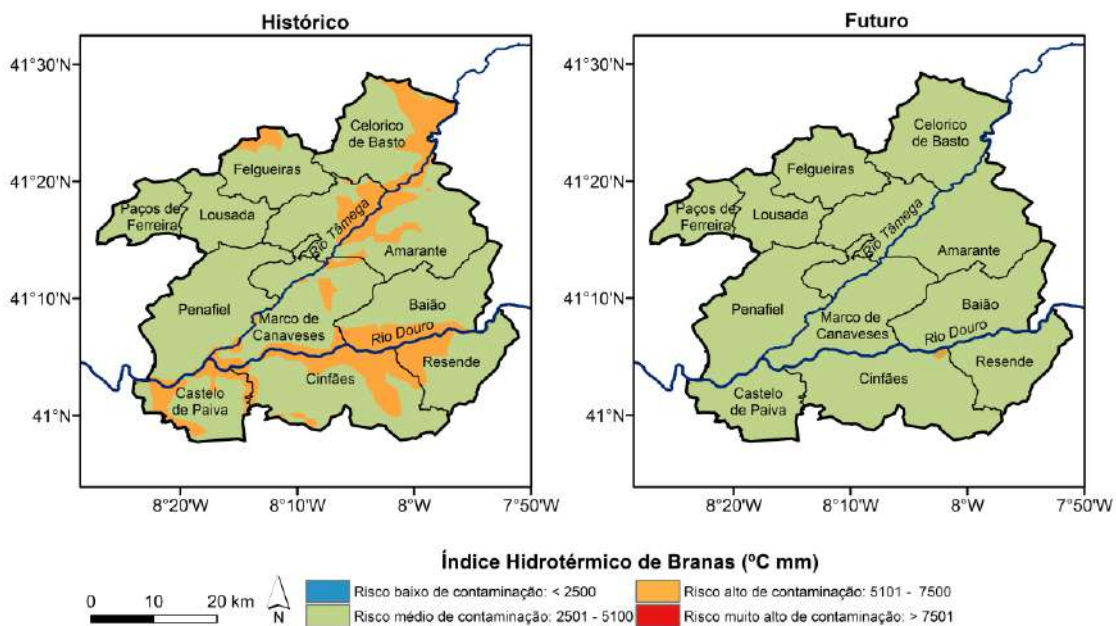 Histórico
Futuro
41°30'N
41°20'N
41°10'N
41°N
8°20'W
8°10'W
8°W
7°50'W
Celorico
de Basto
Felgueiras
Paços de
Ferreira
Lousada
Rio Tâmega
Amarante
Penafiel
Baião
Marco de
Canaveses
Rio Douro
Resende
Cinfães
Castelo
de Paiva
41°30'N
41°20'N
41°10'N
41°N
8°20'W
8°10'W
8°W
7°50'W
Celorico
de Basto
Felgueiras
Paços de
Ferreira
Lousada
Rio Tâmega
Amarante
Penafiel
Baião
Marco de
Canaveses
Rio Douro
Resende
Cinfães
Castelo
de Paiva
Índice Hidrotérmico de Branas (ºC mm)
0 10 20 km
N
Risco baixo de contaminação: < 2500
Risco médio de contaminação: 2501 - 5100
Risco alto de contaminação: 5101 - 7500
Risco muito alto de contaminação: > 7501